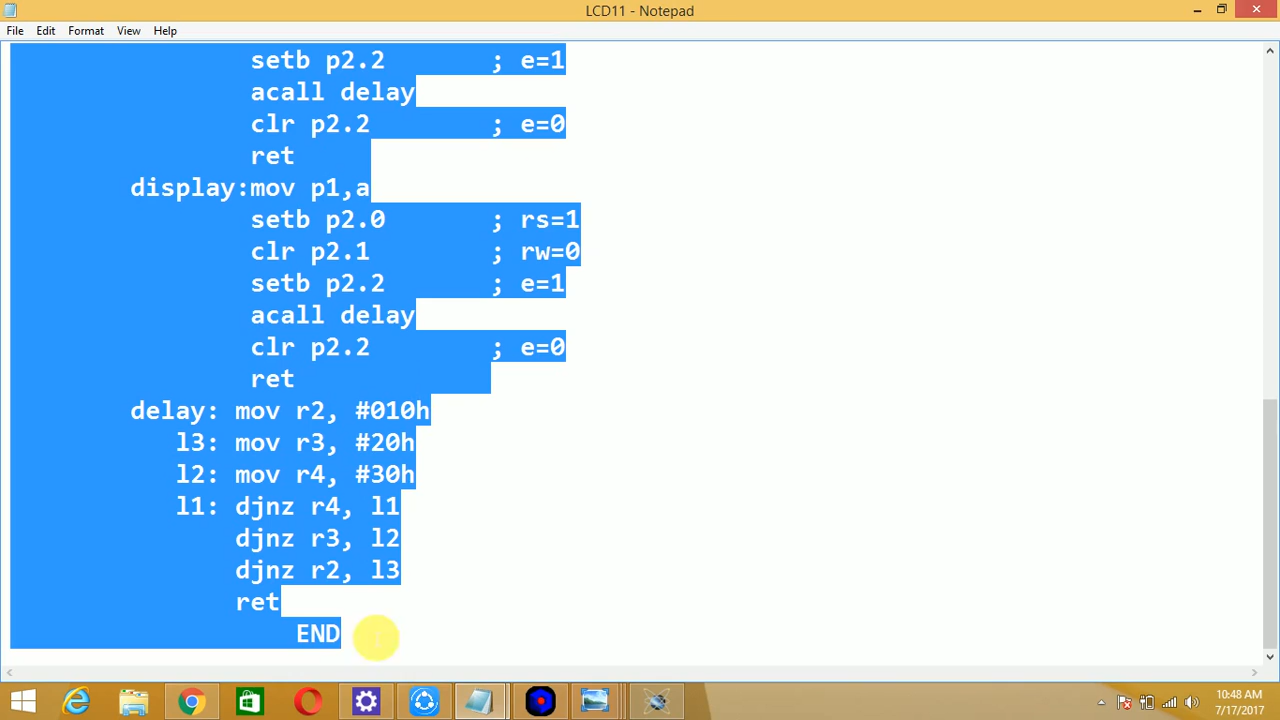 LCD11 - Notepad
File Edit Format View Help
setb p2.2 ; e=1
acall delay
clr p2.2 ; e=0
ret
display:mov p1,a
setb p2.0 ; rs=1
clr p2.1 ; rw=0
setb p2.2 ; e=1
acall delay
clr p2.2 ; e=0
ret
delay: mov r2, #010h
l3: mov r3, #20h
l2: mov r4, #30h
l1: djnz r4, l1
djnz r3, l2
djnz r2, l3
ret
END
10:48 AM
7/17/2017